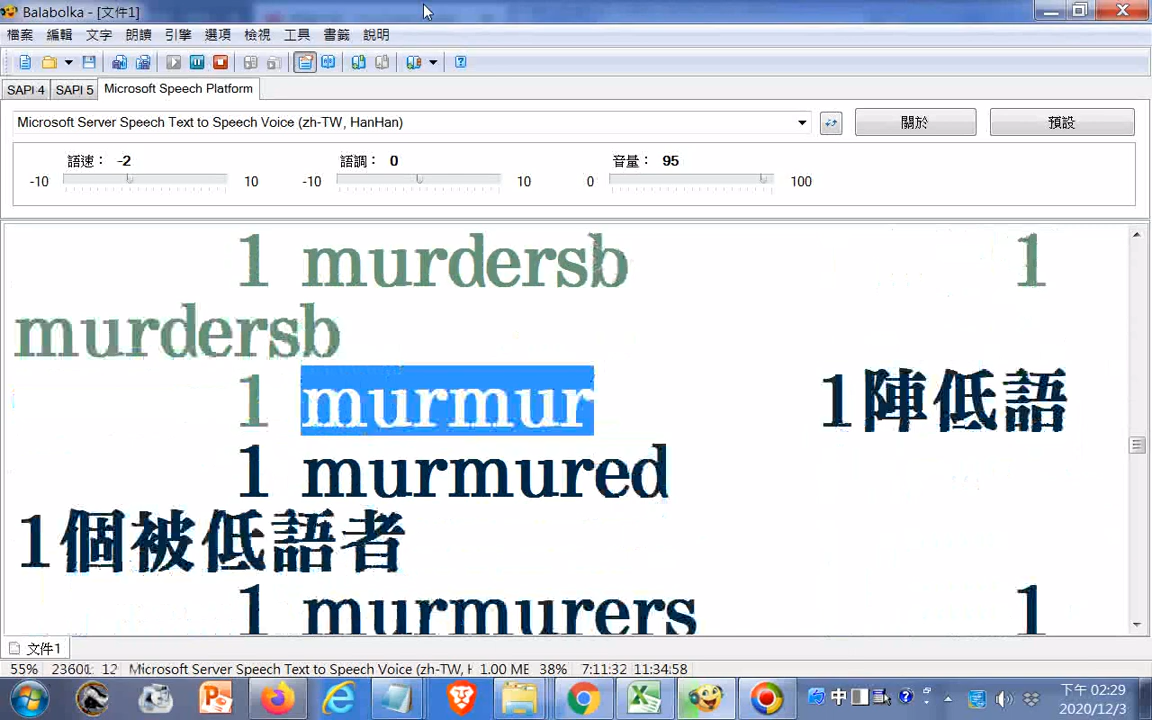 Balabolka - [文件1]
檔案 編輯 文字 朗讀 引擎 選項 檢視 工具 書籤 說明
SAPI 4 SAPI 5 Microsoft Speech Platform
Microsoft Server Speech Text to Speech Voice (zh-TW, HanHan) 關於 預設
語速： -2 語調： 0 音量： 95
-10 10 -10 10 0 100
1 murdersb 1
murdersb
1 murmur 1陣低語
1 murmured
1個被低語者
1 murmurers 1
文件1
55% 2360 12 Microsoft Server Speech Text to Speech Voice (zh-TW, 1.00 ME 38% 7:11:32 11:34:58
中 下午 02:29
2020/12/3